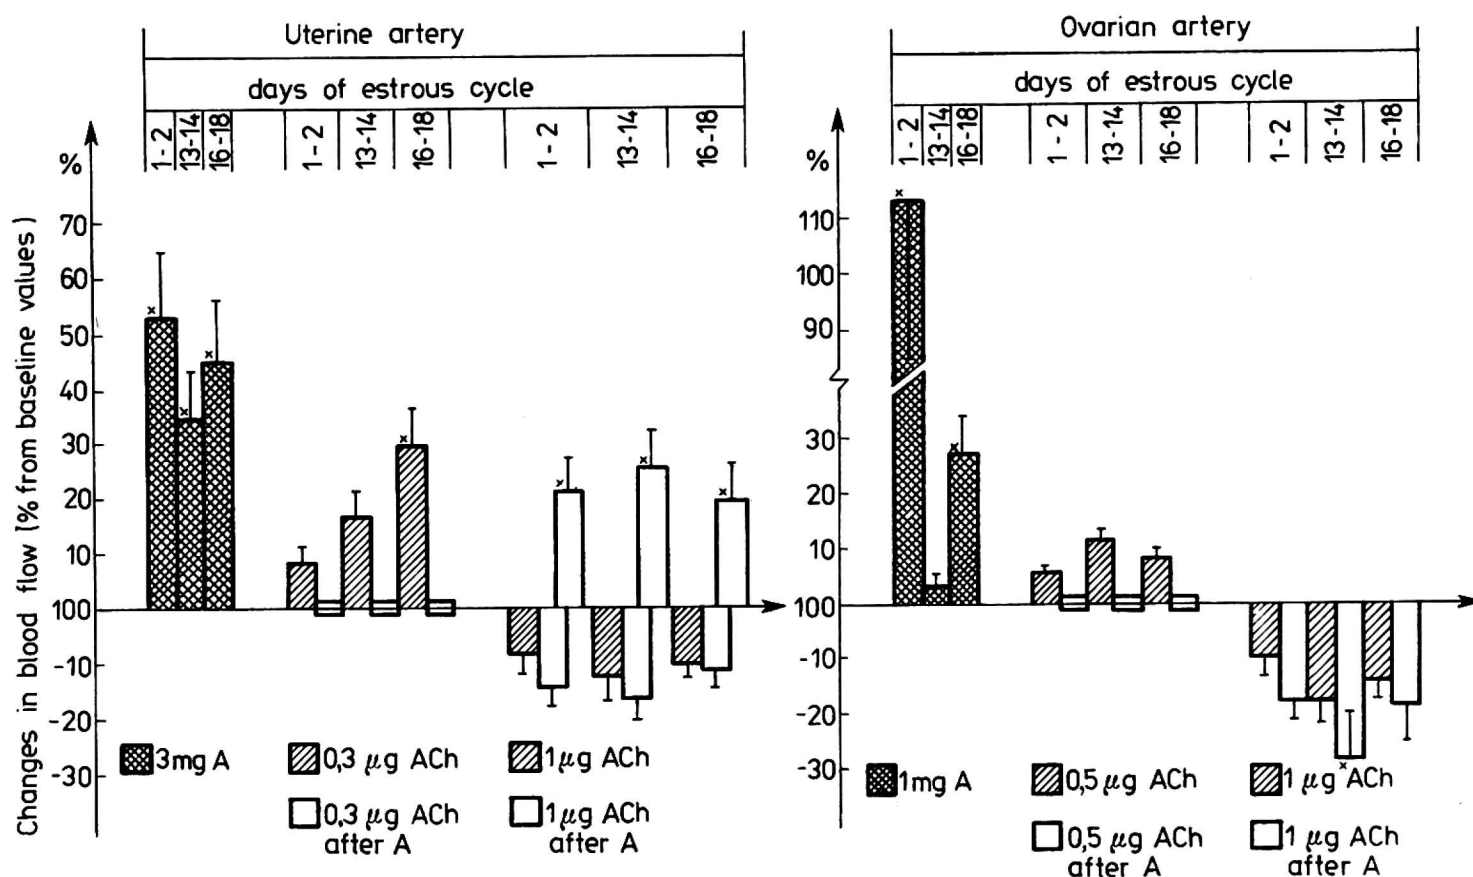 Uterine artery
days of estrous cycle
1-2
13-14
16-18
1-2
13-14
16-18
1-2
13-14
16-18
%
70
60
50
40
30
20
10
100
-10
-20
-30
Changes in blood flow (% from baseline values)
x
x
x
x
x
x
x
3mg A
0,3 μg ACh
1μg ACh
0,3 μg ACh
after A
1μg ACh
after A
Ovarian artery
days of estrous cycle
1-2
13-14
16-18
1-2
13-14
16-18
1-2
13-14
16-18
%
110
100
90
30
20
10
100
-10
-20
-30
x
x
x
1mg A
0,5 μg ACh
1 μg ACh
0,5 μg ACh
after A
1 μg ACh
after A